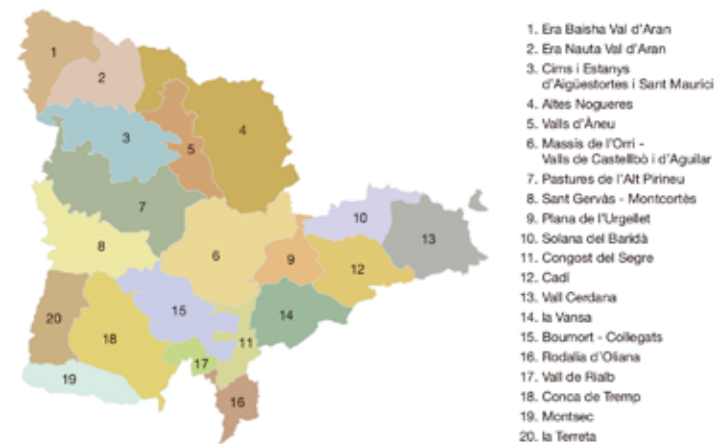 1. Era Baisha Val d'Aran
2. Era Nauta Val d'Aran
3. Cims i Estanys
d'Aigüestortes i Sant Maurici
4. Altes Nogueres
5. Valls d'Àneu
6. Massís de l'Orri -
Valls de Castellbò i d'Aguilar
7. Pastures de l'Alt Pirineu
8. Sant Gervàs - Montcortès
9. Plana de l'Urgellet
10. Solana del Baridà
11. Congost del Segre
12. Cadí
13. Vall Cerdana
14. la Vansa
15. Boumort - Collegats
16. Rodalia d'Oliana
17. Vall de Rialb
18. Conca de Tremp
19. Montsec
20. la Terreta
1
2
3
4
5
7
10
13
8
6
9
12
15
14
20
18
11
17
19
16